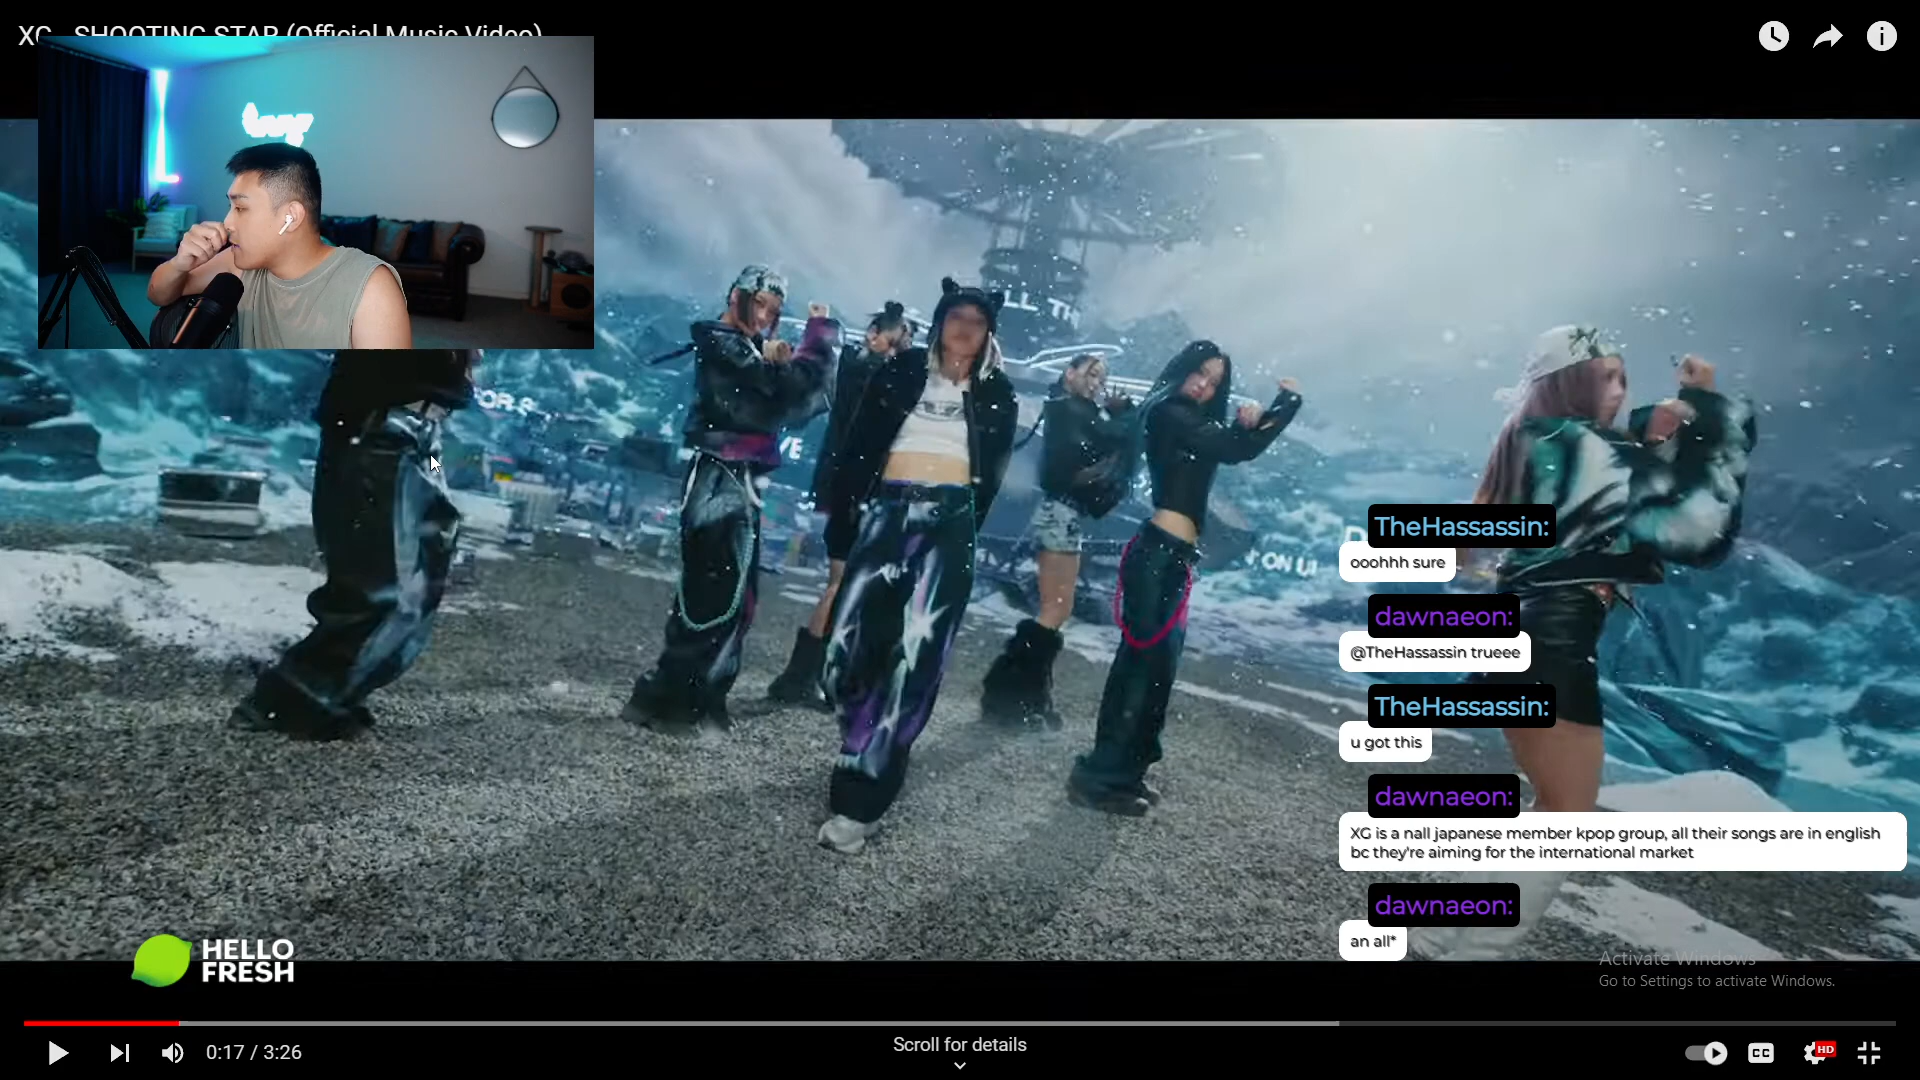 XG - SHOOTING STAR (Official Music Video)
TheHassassin:
ooohhh sure
dawnaeon:
@TheHassassin trueee
TheHassassin:
u got this
dawnaeon:
XG is a nall japanese member kpop group, all their songs are in english
bc they're aiming for the international market
dawnaeon:
an all*
HELLO
FRESH
Activate Windows
Go to Settings to activate Windows.
0:17 / 3:26
Scroll for details
CC
HD